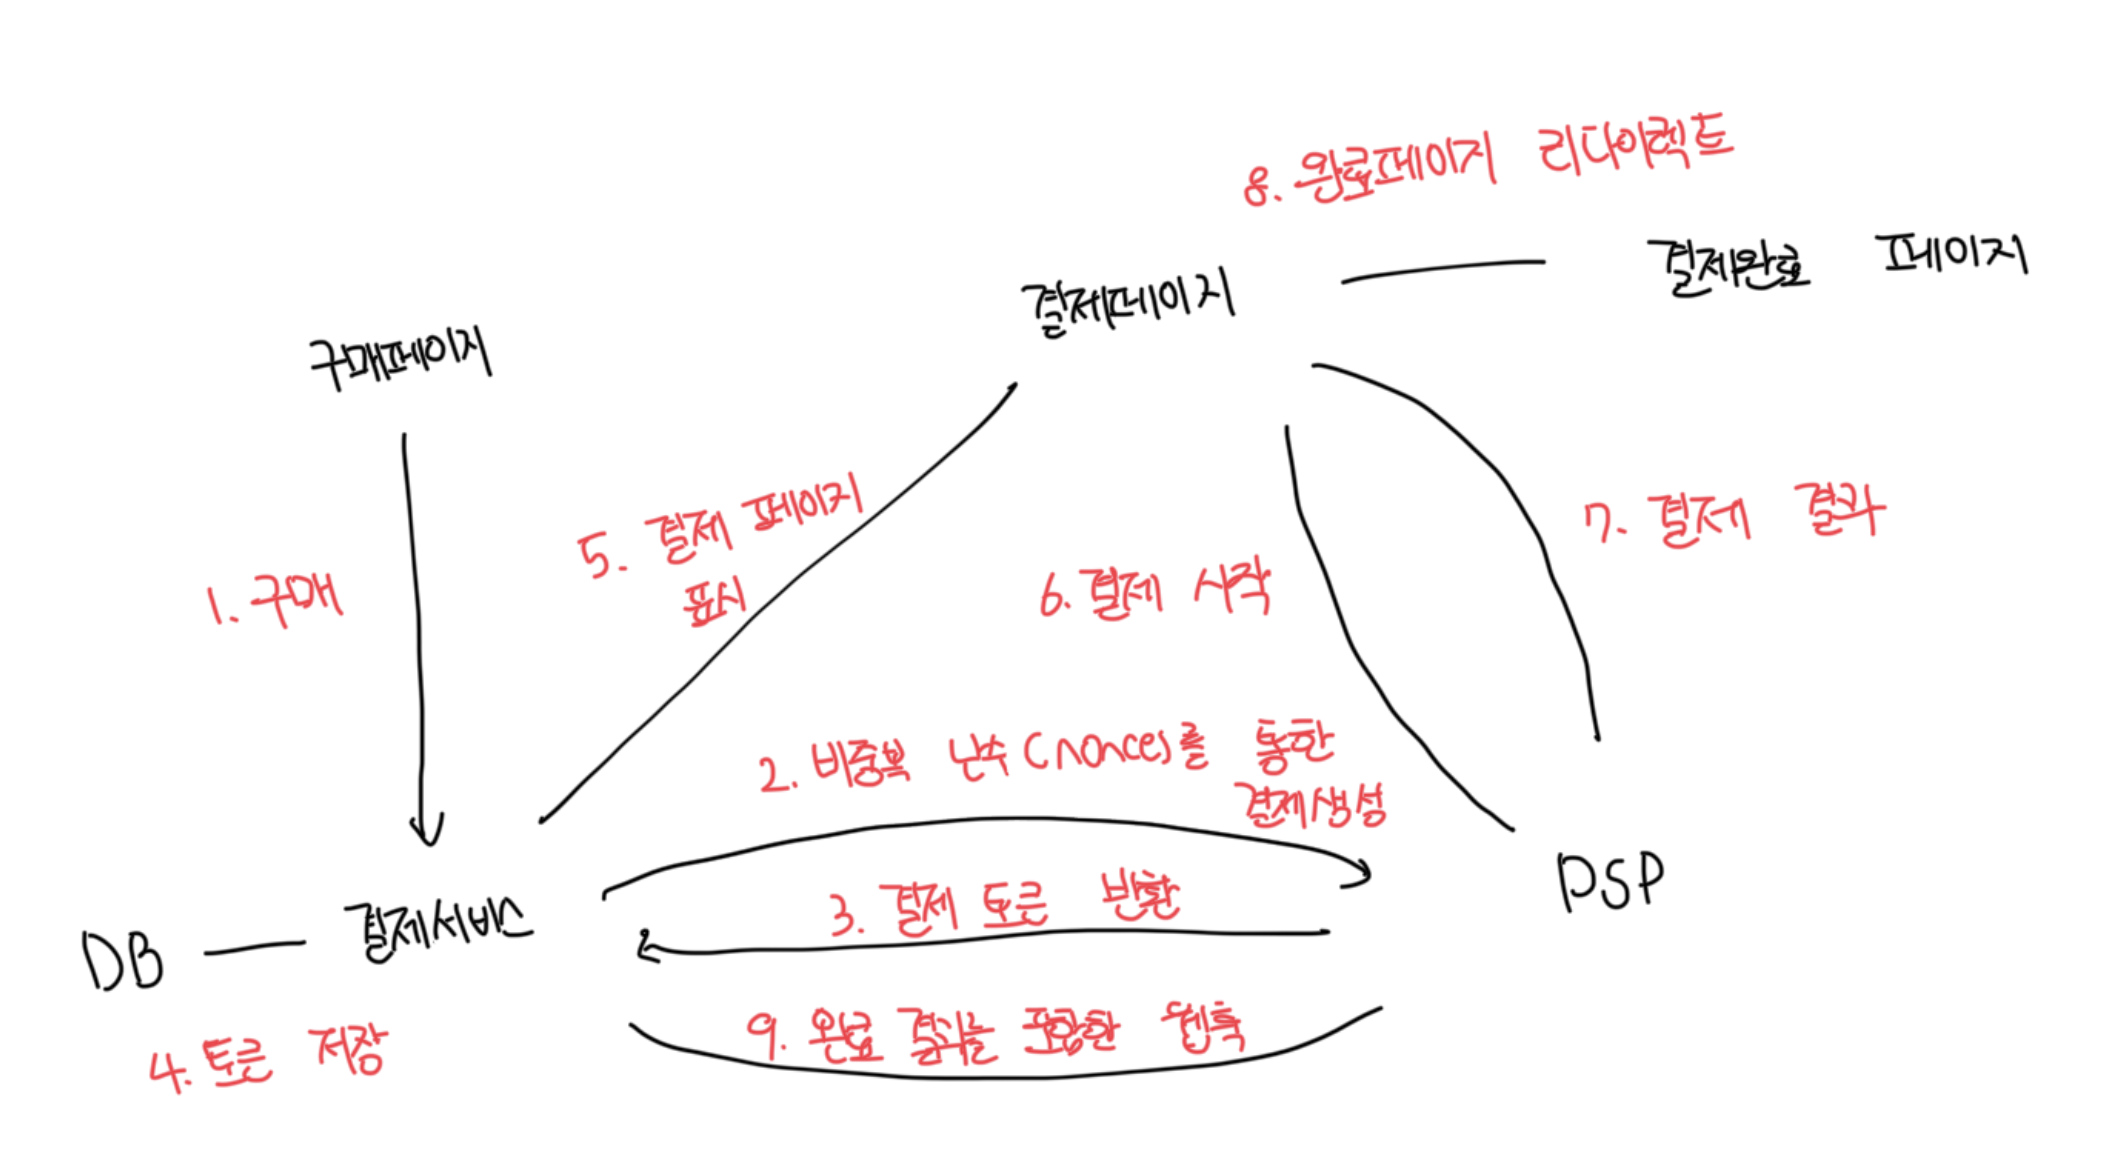 8. 완료페이지 리다이렉트
결제완료 페이지
결제페이지
구매페이지
5. 결제 페이지
표시
7. 결제 결과
1. 구매
6. 결제 시작
2. 비중복 난수 (nonces)를 통한
결제생성
3. 결제 토큰 반환
PSP
DB
결제서비스
9. 완료 결과를 포함한 웹훅
4. 토큰 저장